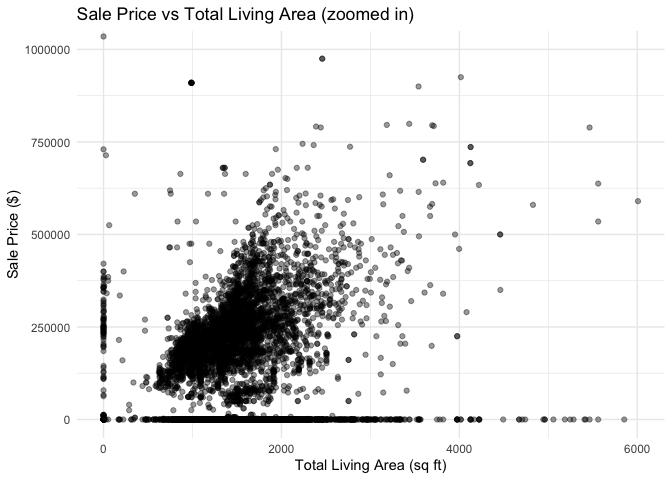 Sale Price vs Total Living Area (zoomed in)
1000000
750000
500000
250000
0
Sale Price ($)
0 2000 4000 6000
Total Living Area (sq ft)